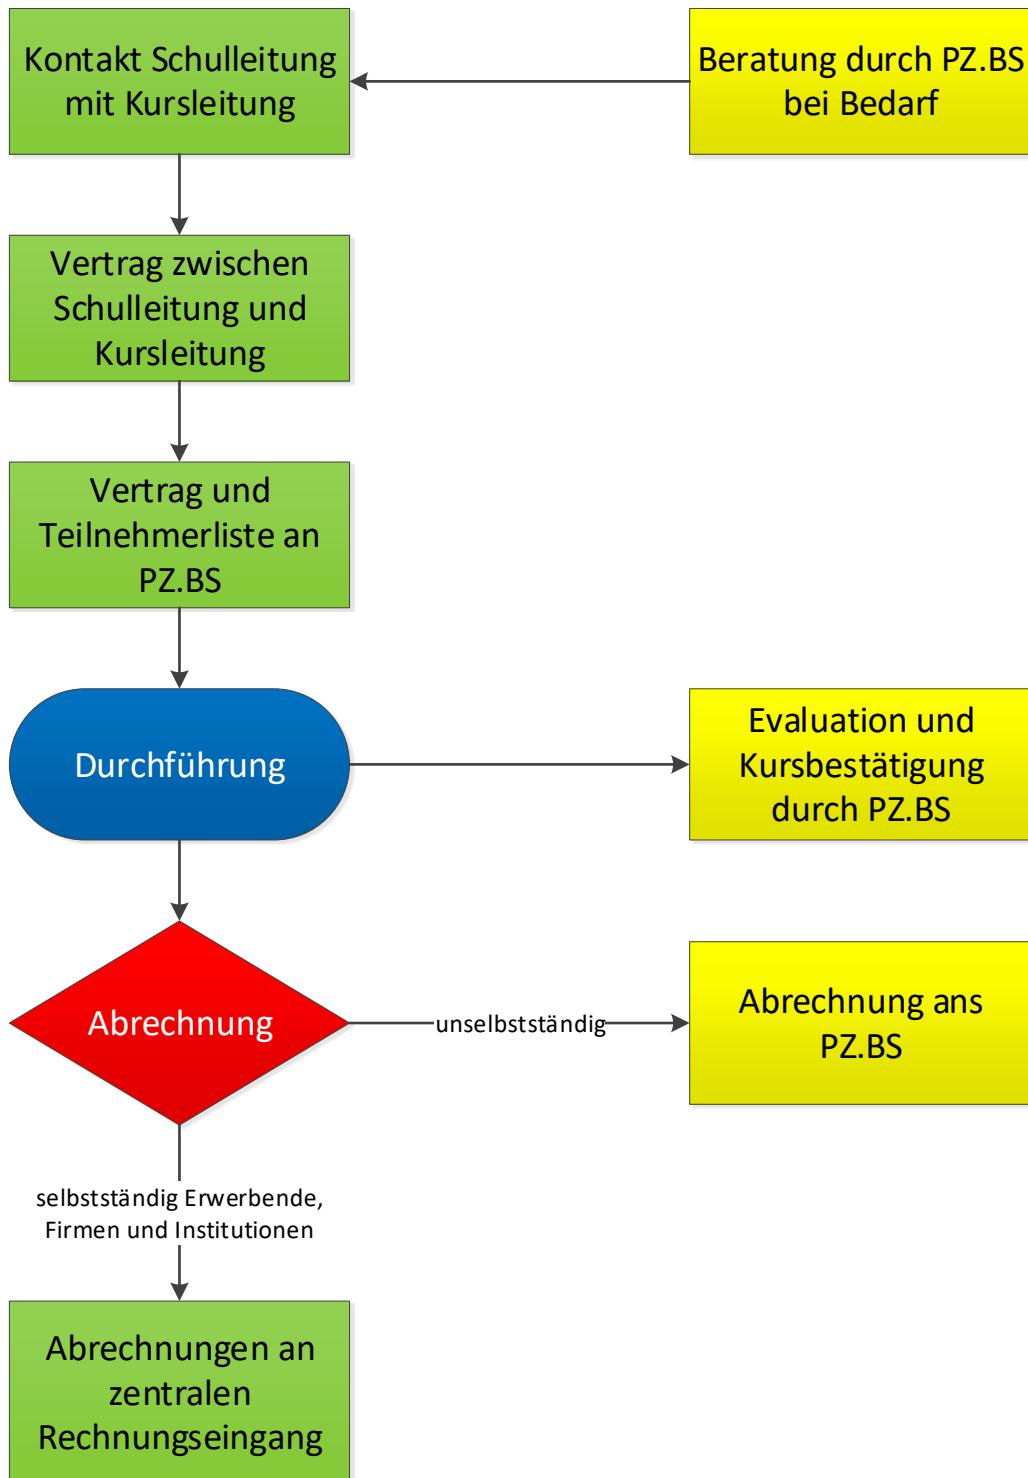 Kontakt Schulleitung
mit Kursleitung
Beratung durch PZ.BS
bei Bedarf
Vertrag zwischen
Schulleitung und
Kursleitung
Vertrag und
Teilnehmerliste an
PZ.BS
Durchführung
Evaluation und
Kursbestätigung
durch PZ.BS
Abrechnung
unselbstständig
Abrechnung ans
PZ.BS
selbstständig Erwerbende,
Firmen und Institutionen
Abrechnungen an
zentralen
Rechnungseingang